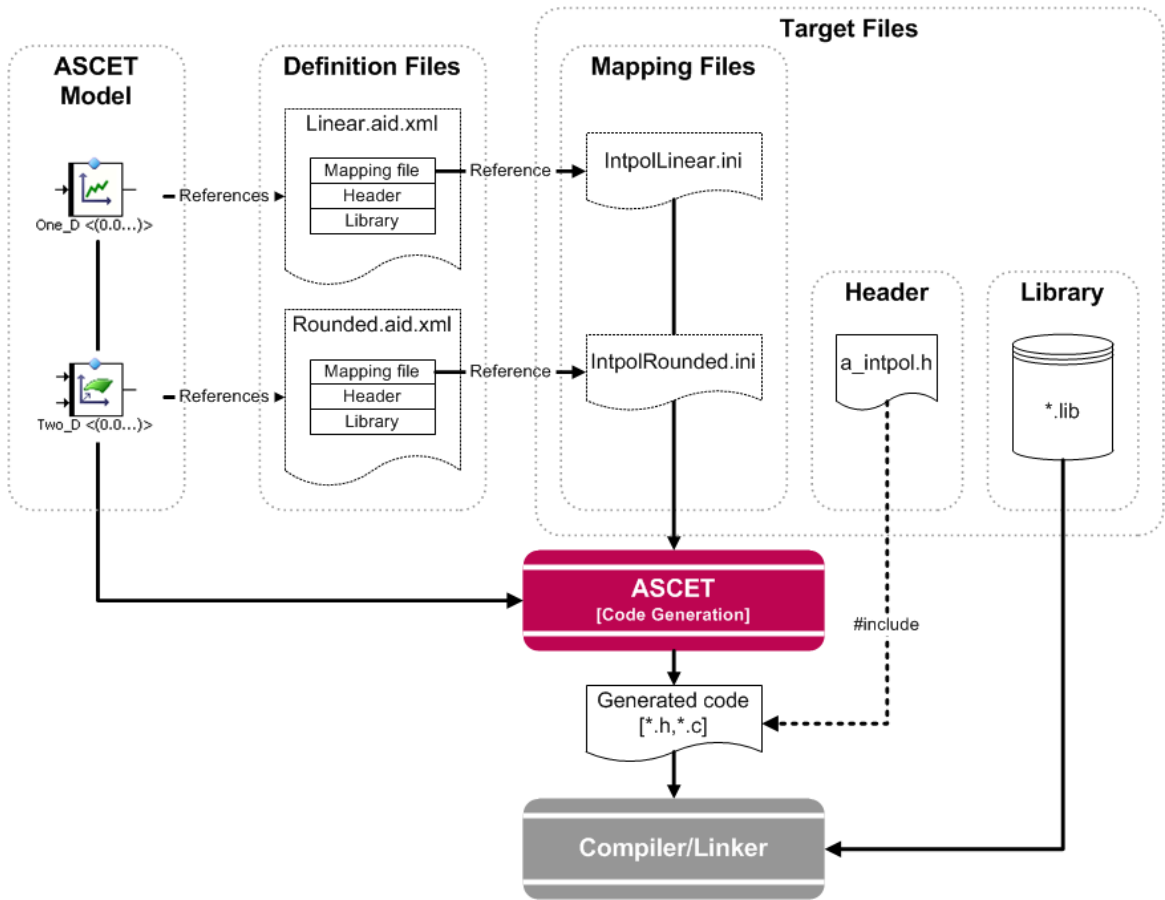 Target Files
ASCET
Model
Definition Files
Mapping Files
Linear.aid.xml
Mapping file
Header
Library
References
Reference
IntpolLinear.ini
One_D <(0.0...)>
Rounded.aid.xml
Mapping file
Header
Library
References
Reference
IntpolRounded.ini
Two_D <(0.0...)>
Header
a_intpol.h
Library
*.lib
ASCET
[Code Generation]
#include
Generated code
[*.h,*.c]
Compiler/Linker